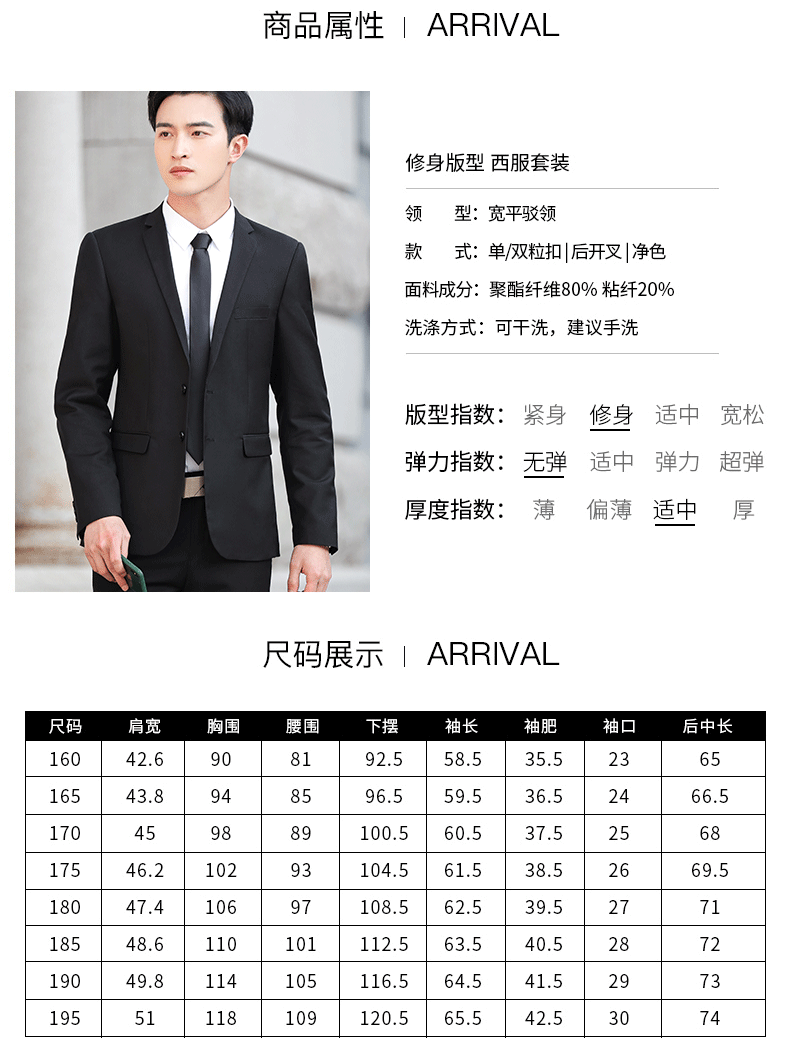 商品属性 | ARRIVAL
修身版型 西服套装
领 型：宽平驳领
款 式：单/双粒扣|后开叉|净色
面料成分：聚酯纤维80% 粘纤20%
洗涤方式：可干洗，建议手洗
版型指数： 紧身 修身 适中 宽松
弹力指数： 无弹 适中 弹力 超弹
厚度指数： 薄 偏薄 适中 厚
尺码展示 | ARRIVAL
尺码 肩宽 胸围 腰围 下摆 袖长 袖肥 袖口 后中长
160 42.6 90 81 92.5 58.5 35.5 23 65
165 43.8 94 85 96.5 59.5 36.5 24 66.5
170 45 98 89 100.5 60.5 37.5 25 68
175 46.2 102 93 104.5 61.5 38.5 26 69.5
180 47.4 106 97 108.5 62.5 39.5 27 71
185 48.6 110 101 112.5 63.5 40.5 28 72
190 49.8 114 105 116.5 64.5 41.5 29 73
195 51 118 109 120.5 65.5 42.5 30 74